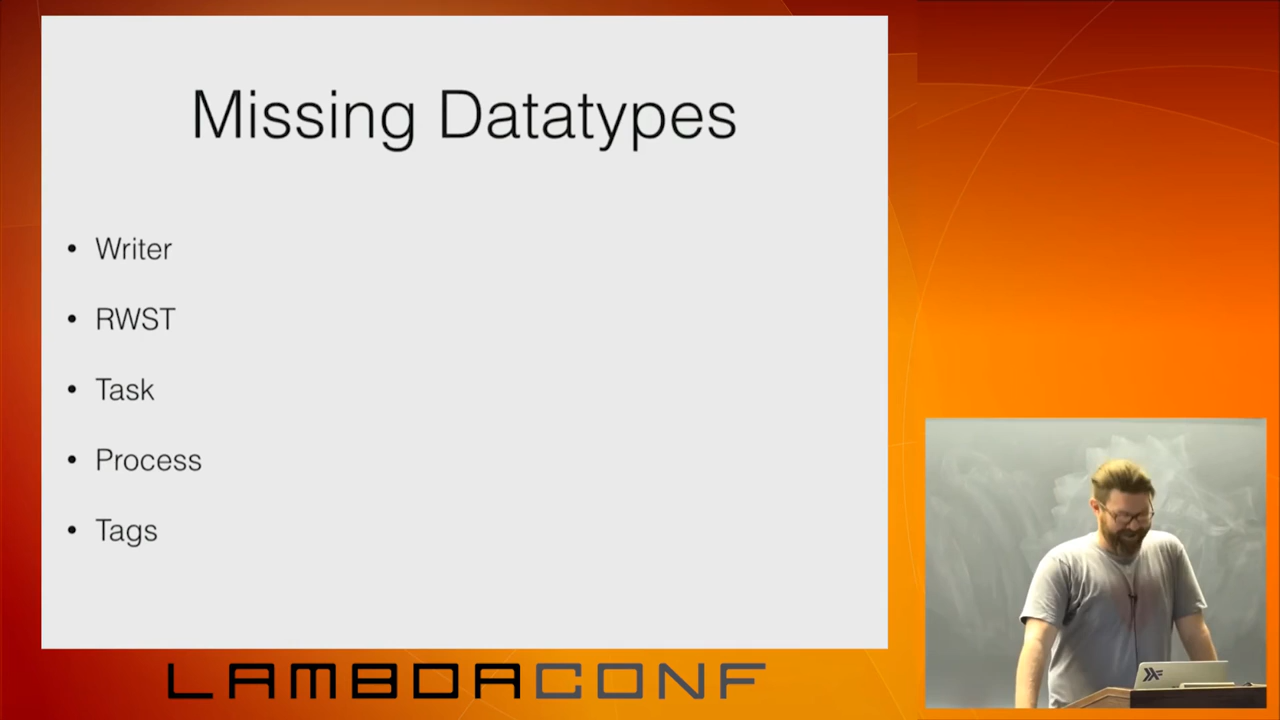 Missing Datatypes
• Writer
• RWST
• Task
• Process
• Tags
LAMBDACONF